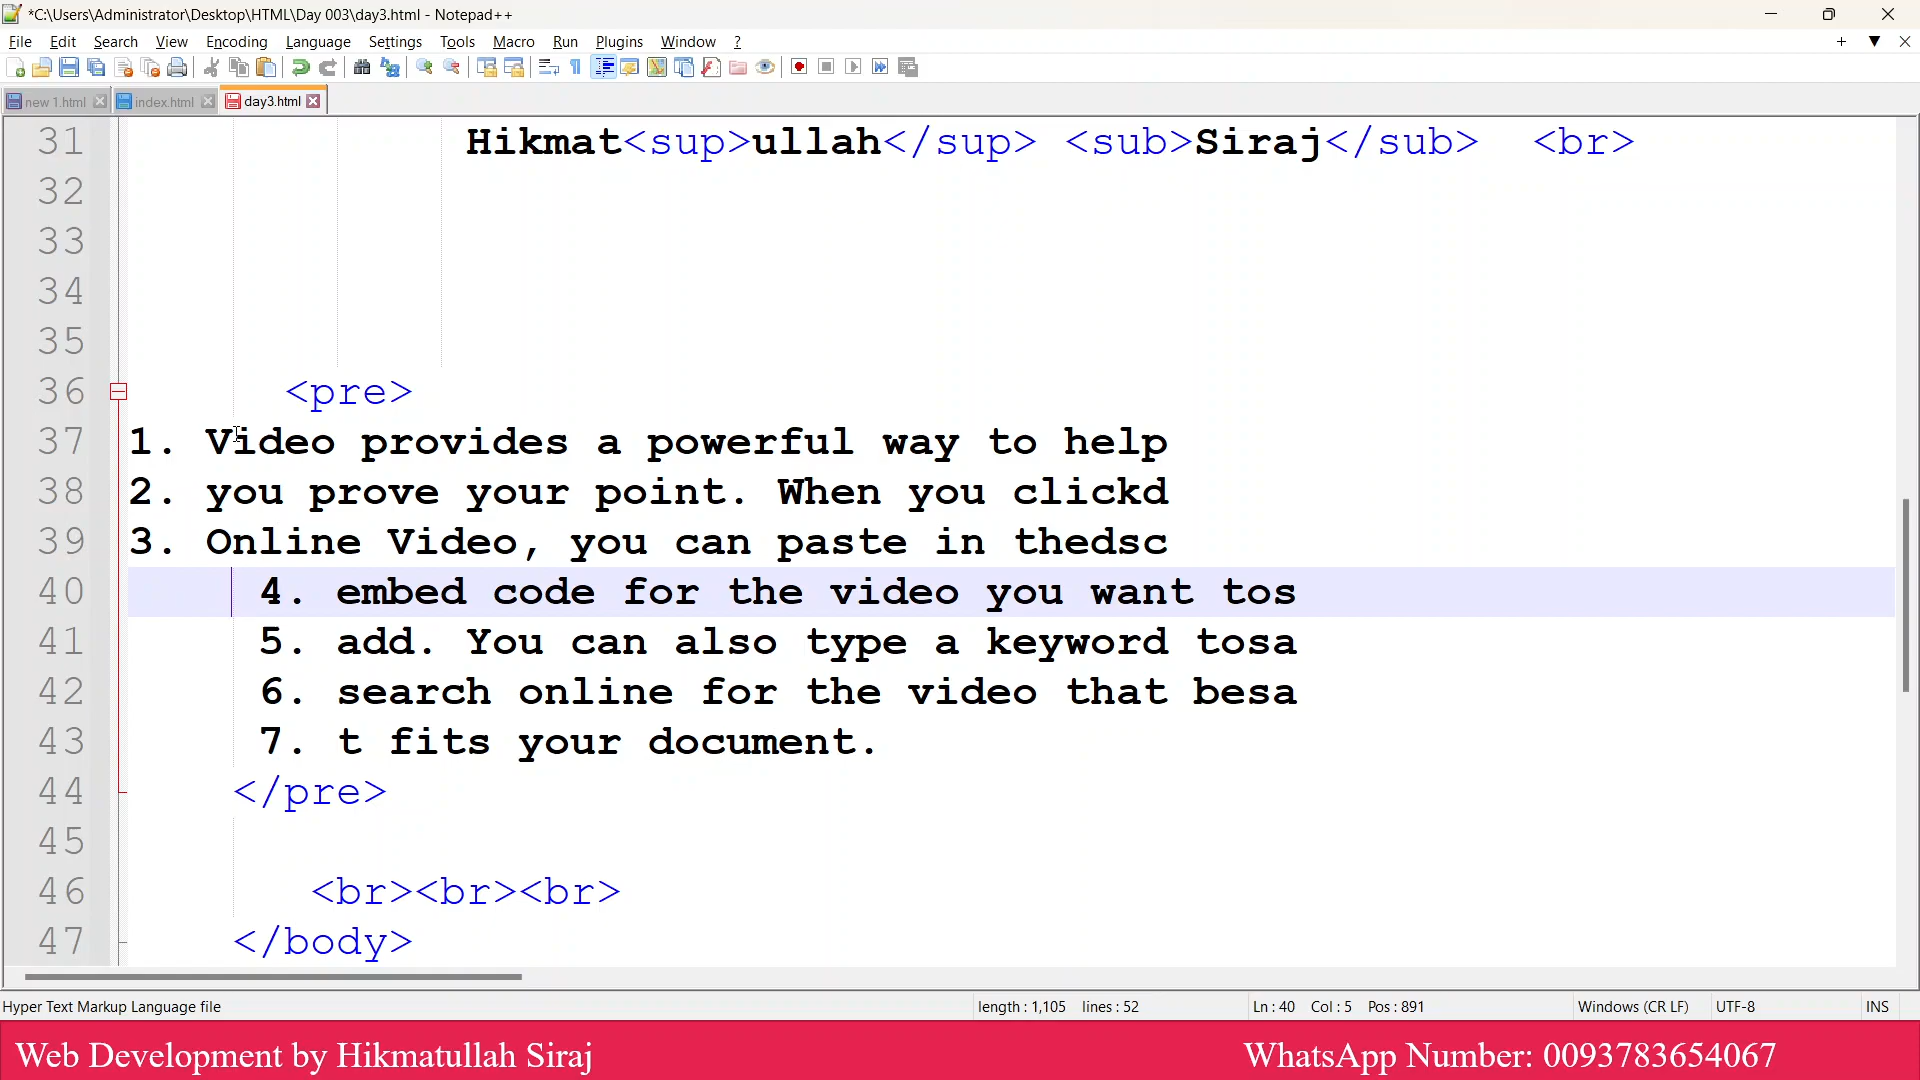 *C:\Users\Administrator\Desktop\HTML\Day 003\day3.html - Notepad++
File Edit Search View Encoding Language Settings Tools Macro Run Plugins Window ?
new 1.html index.html day3.html
31 Hikmat<sup>ullah</sup> <sub>Siraj</sub> <br>
32
33
34
35
36 <pre>
37 1. Video provides a powerful way to help
38 2. you prove your point. When you clickd
39 3. Online Video, you can paste in thedsc
40 4. embed code for the video you want tos
41 5. add. You can also type a keyword tosa
42 6. search online for the video that besa
43 7. t fits your document.
44 </pre>
45
46 <br><br><br>
47 </body>
Hyper Text Markup Language file length : 1,105 lines : 52 Ln : 40 Col : 5 Pos : 891 Windows (CR LF) UTF-8 INS
Web Development by Hikmatullah Siraj WhatsApp Number: 0093783654067